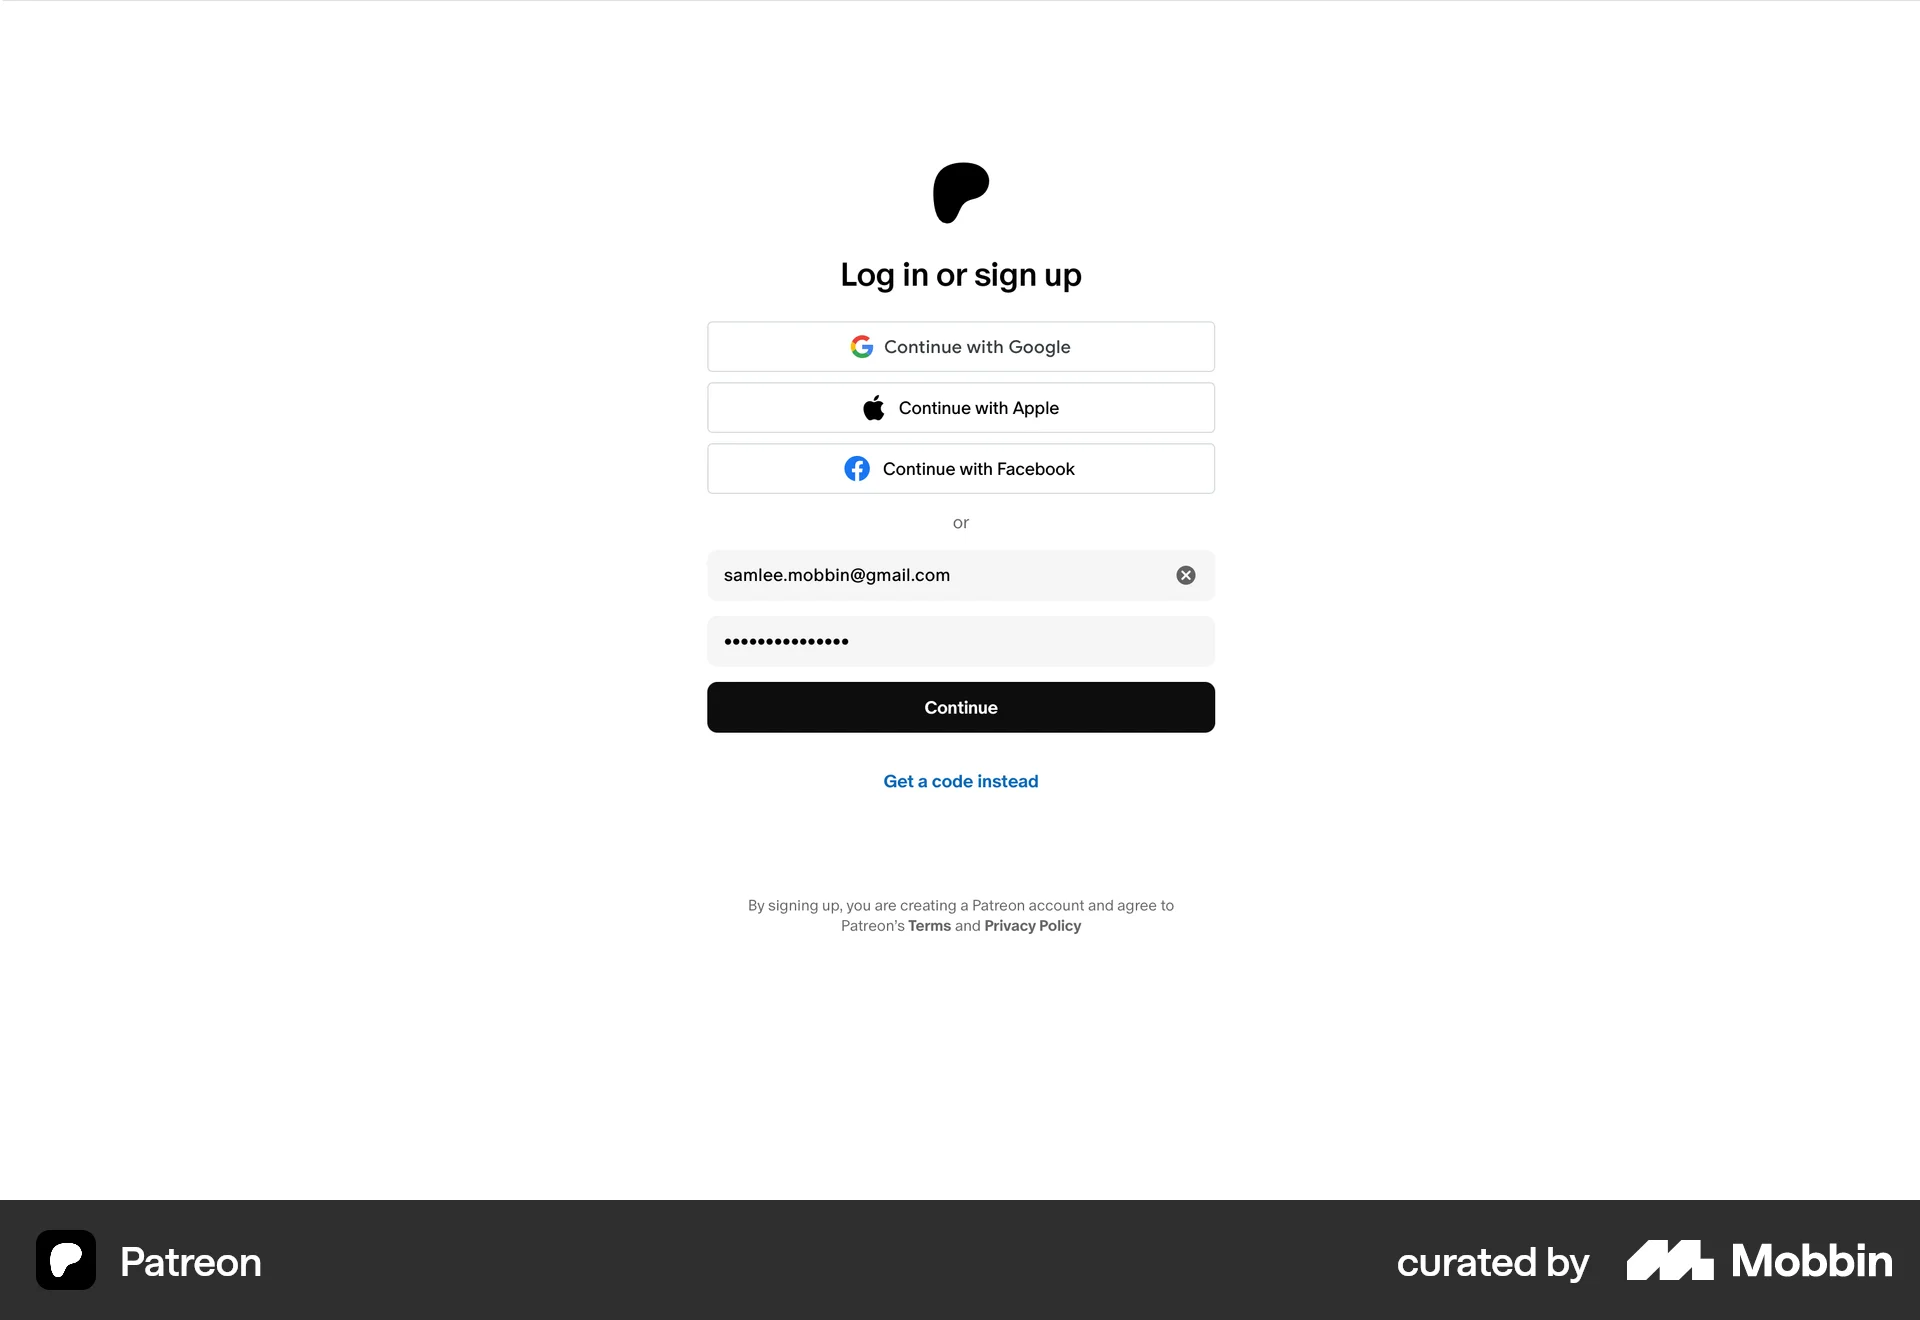 Log in or sign up
Continue with Google
Continue with Apple
Continue with Facebook
or
samlee.mobbin@gmail.com
•••••••••••••••
Continue
Get a code instead
By signing up, you are creating a Patreon account and agree to
Patreon’s Terms and Privacy Policy
Patreon
curated by Mobbin